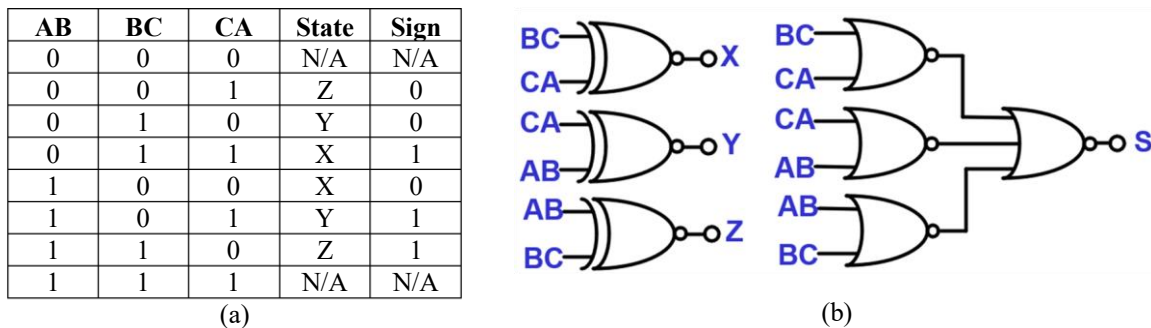 AB BC CA State Sign
0 0 0 N/A N/A
0 0 1 Z 0
0 1 0 Y 0
0 1 1 X 1
1 0 0 X 0
1 0 1 Y 1
1 1 0 Z 1
1 1 1 N/A N/A
(a)
BC
CA
X
CA
AB
Y
AB
BC
Z
BC
CA
CA
AB
AB
BC
S
(b)